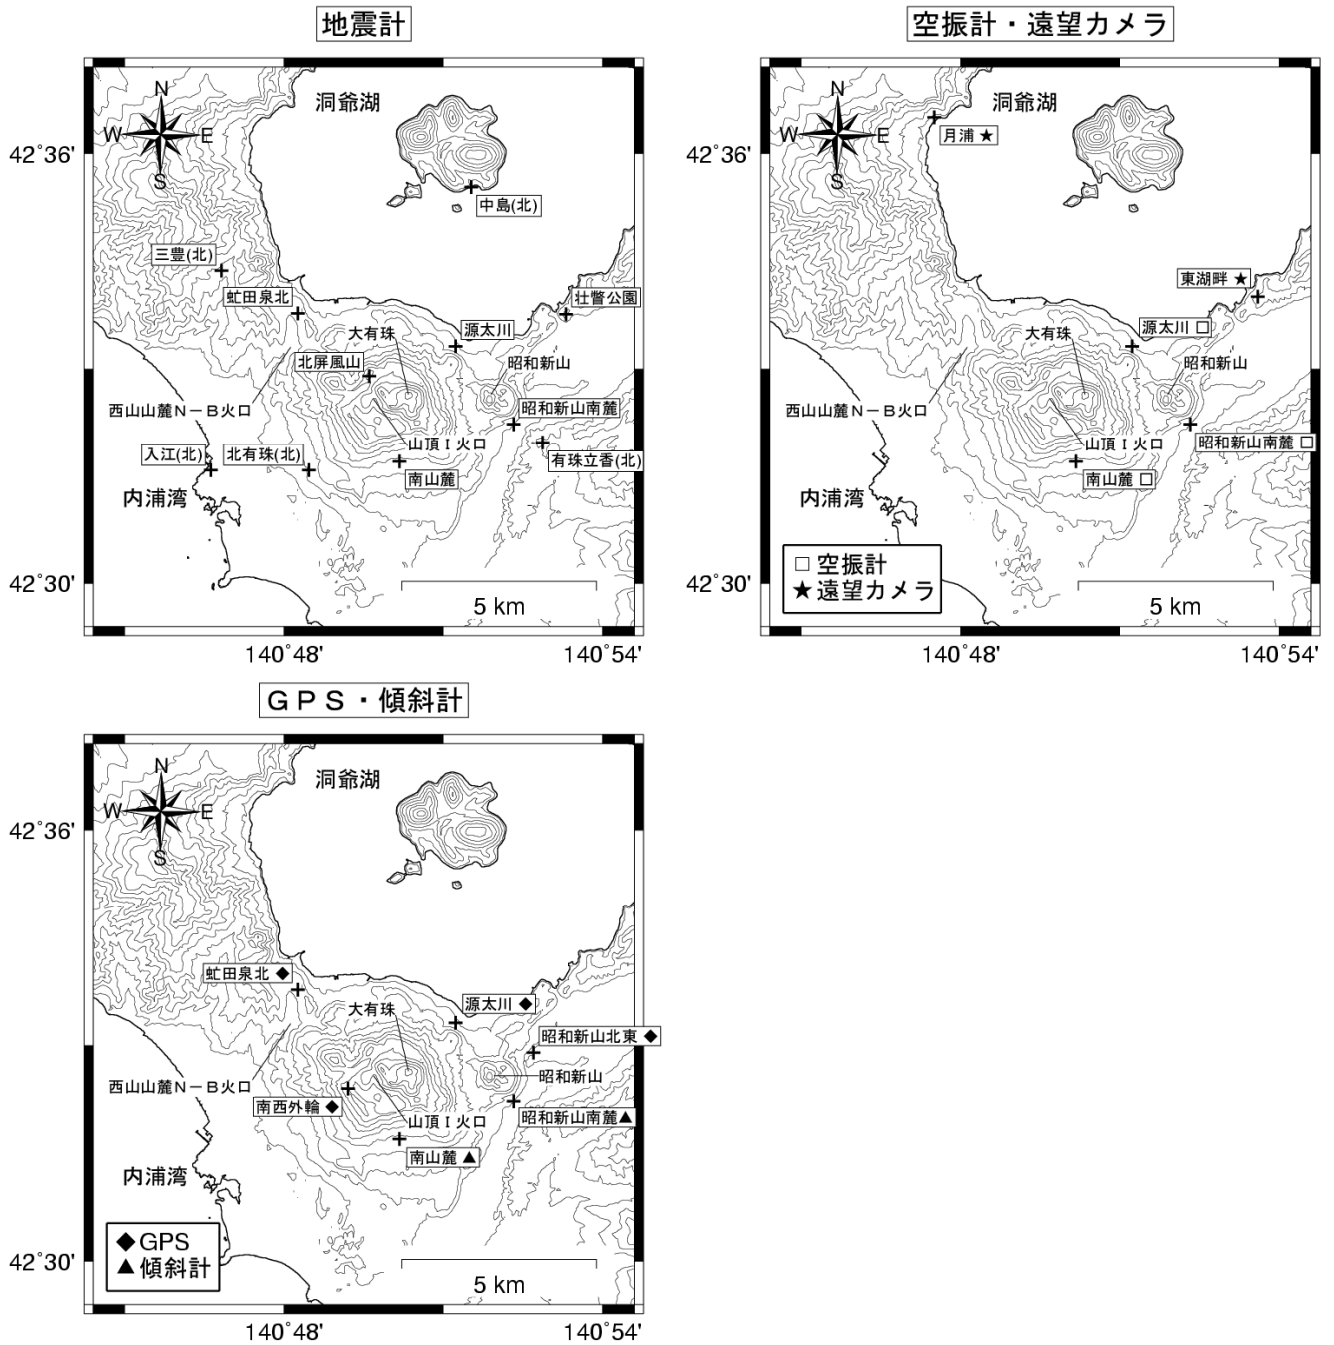 地震計
N
W E
S
洞爺湖
42°36'
中島(北)
三豊(北)
虻田泉北
壮瞥公園
大有珠
源太川
北屏風山
昭和新山
西山山麓N－B火口
昭和新山南麓
山頂I火口
入江(北)
北有珠(北)
有珠立香(北)
南山麓
内浦湾
42°30'
5 km
140°48'
140°54'
空振計・遠望カメラ
N
W E
S
洞爺湖
月浦 ★
42°36'
東湖畔 ★
源太川 □
大有珠
昭和新山
西山山麓N－B火口
山頂I火口
昭和新山南麓 □
南山麓 □
内浦湾
□ 空振計
★ 遠望カメラ
42°30'
5 km
140°48'
140°54'
GPS・傾斜計
N
W E
S
洞爺湖
42°36'
虻田泉北 ◆
源太川 ◆
大有珠
昭和新山北東 ◆
昭和新山
西山山麓N－B火口
南西外輪 ◆
山頂I火口
昭和新山南麓▲
南山麓 ▲
内浦湾
◆GPS
▲傾斜計
42°30'
5 km
140°48'
140°54'